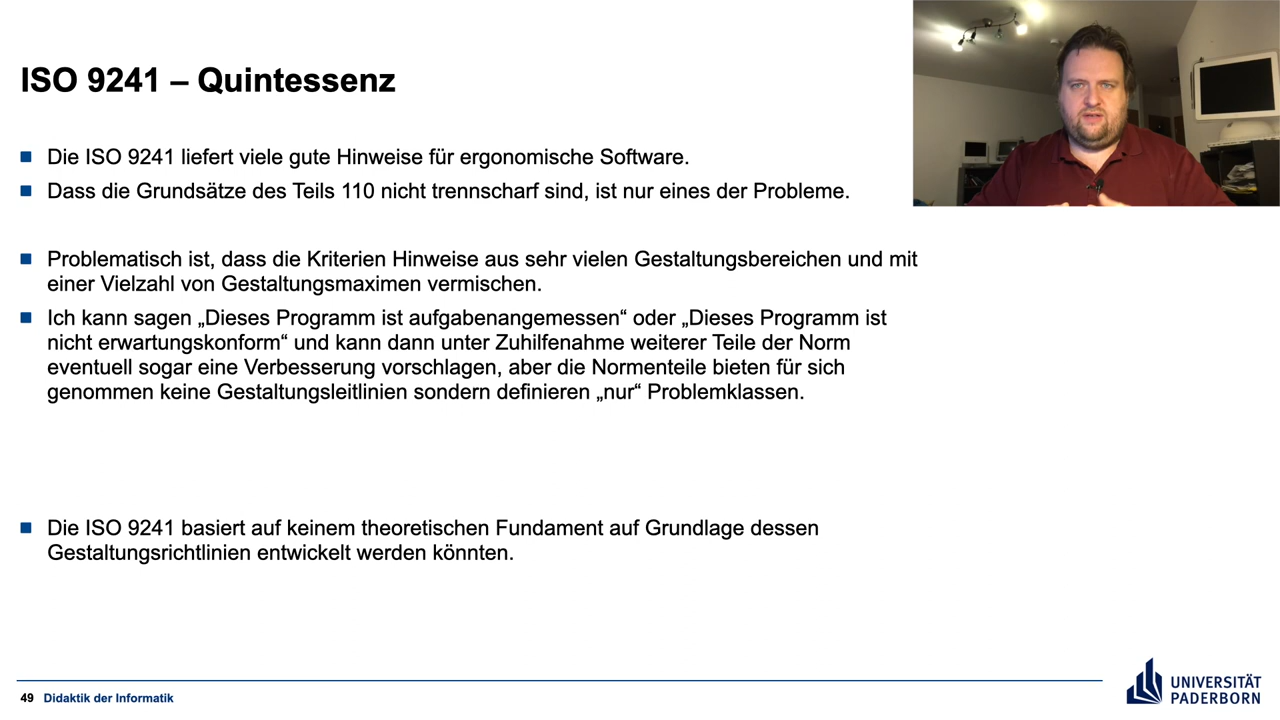 ISO 9241 – Quintessenz
Die ISO 9241 liefert viele gute Hinweise für ergonomische Software.
Dass die Grundsätze des Teils 110 nicht trennscharf sind, ist nur eines der Probleme.
Problematisch ist, dass die Kriterien Hinweise aus sehr vielen Gestaltungsbereichen und mit
einer Vielzahl von Gestaltungsmaximen vermischen.
Ich kann sagen „Dieses Programm ist aufgabenangemessen“ oder „Dieses Programm ist
nicht erwartungskonform“ und kann dann unter Zuhilfenahme weiterer Teile der Norm
eventuell sogar eine Verbesserung vorschlagen, aber die Normenteile bieten für sich
genommen keine Gestaltungsleitlinien sondern definieren „nur“ Problemklassen.
Die ISO 9241 basiert auf keinem theoretischen Fundament auf Grundlage dessen
Gestaltungsrichtlinien entwickelt werden könnten.
49 Didaktik der Informatik
UNIVERSITÄT
PADERBORN